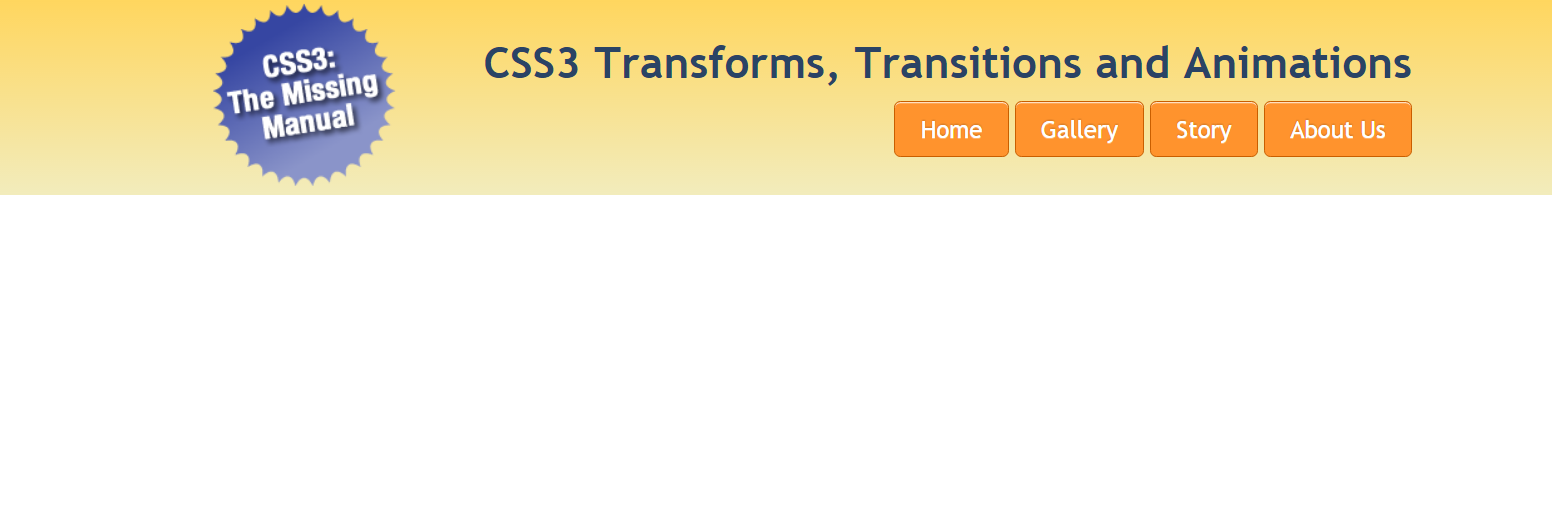 CSS3:
The Missing
Manual
CSS3 Transforms, Transitions and Animations
Home Gallery Story About Us